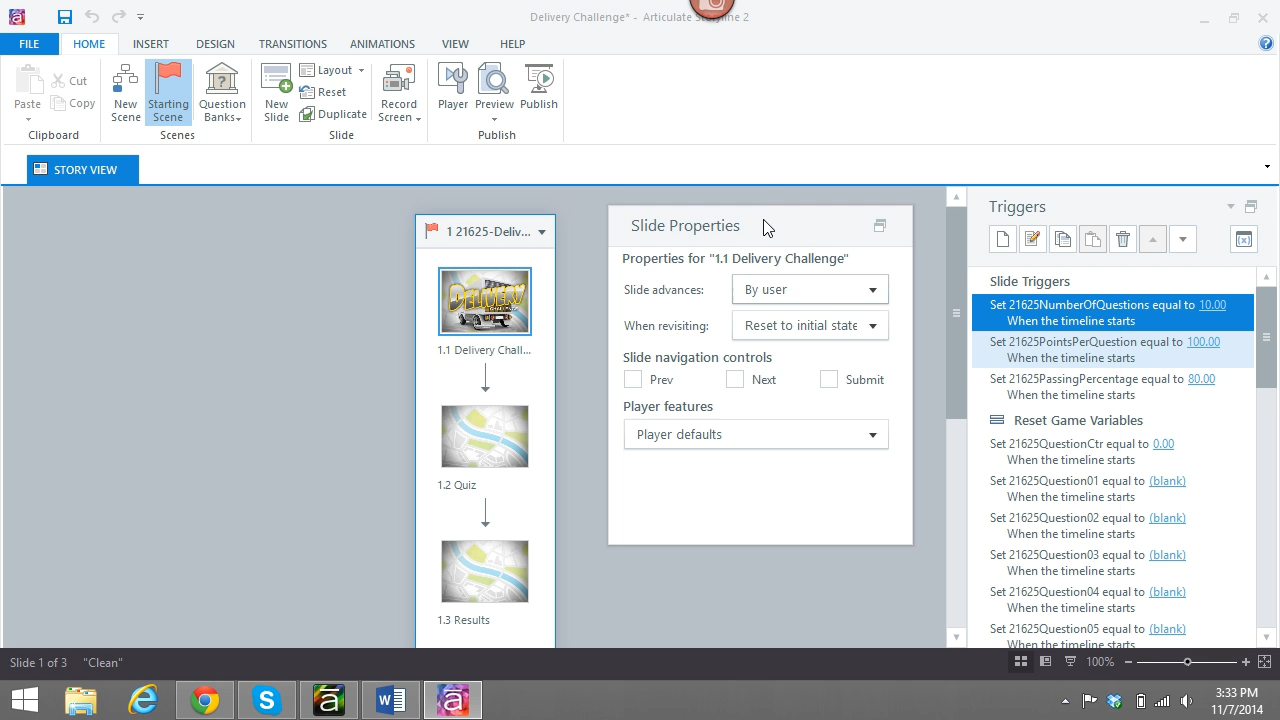 Delivery Challenge* - Articulate Storyline 2
FILE
HOME
INSERT
DESIGN
TRANSITIONS
ANIMATIONS
VIEW
HELP
Paste
Cut
Copy
Clipboard
New Scene
Starting Scene
Question Banks
Scenes
New Slide
Layout
Reset
Duplicate
Slide
Record Screen
Player
Preview
Publish
Publish
STORY VIEW
1 21625-Deliv...
DELIVERY
1.1 Delivery Chall...
1.2 Quiz
1.3 Results
Slide Properties
Properties for "1.1 Delivery Challenge"
Slide advances: By user
When revisiting: Reset to initial state
Slide navigation controls
Prev Next Submit
Player features
Player defaults
Triggers
Slide Triggers
Set 21625NumberOfQuestions equal to 10.00
When the timeline starts
Set 21625PointsPerQuestion equal to 100.00
When the timeline starts
Set 21625PassingPercentage equal to 80.00
When the timeline starts
Reset Game Variables
Set 21625QuestionCtr equal to 0.00
When the timeline starts
Set 21625Question01 equal to (blank)
When the timeline starts
Set 21625Question02 equal to (blank)
When the timeline starts
Set 21625Question03 equal to (blank)
When the timeline starts
Set 21625Question04 equal to (blank)
When the timeline starts
Set 21625Question05 equal to (blank)
When the timeline starts
Slide 1 of 3 "Clean"
100%
3:33 PM
11/7/2014